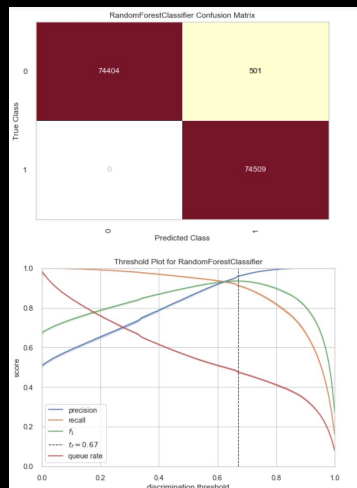 RandomForestClassifier Confusion Matrix
True Class
0
74404
501
1
0
74509
0
1
Predicted Class
Threshold Plot for RandomForestClassifier
score
1.0
0.8
0.6
0.4
0.2
0.0
precision
recall
f1
tf=0.67
queue rate
0.0 0.2 0.4 0.6 0.8 1.0
discrimination threshold